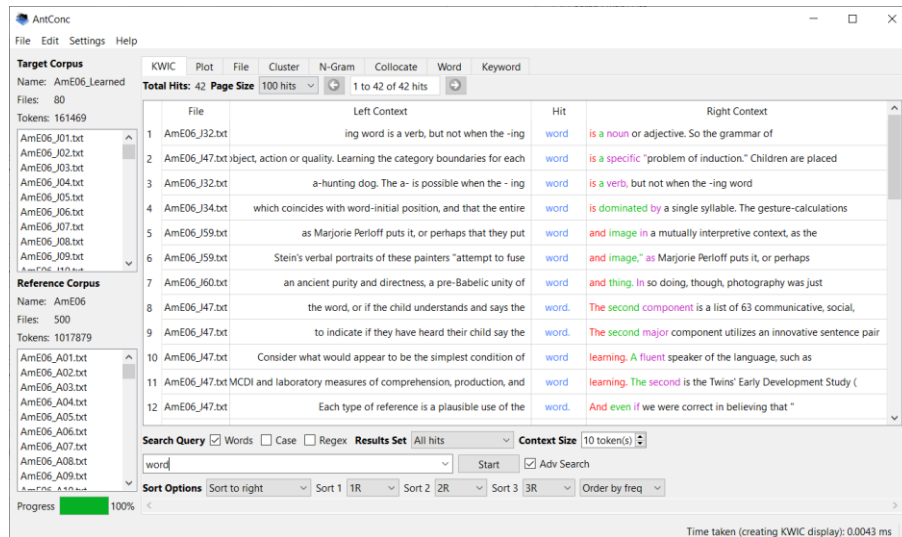 AntConc
File Edit Settings Help
Target Corpus
Name: AmE06_Learned
Files: 80
Tokens: 161469
AmE06_J01.txt
AmE06_J02.txt
AmE06_J03.txt
AmE06_J04.txt
AmE06_J05.txt
AmE06_J06.txt
AmE06_J07.txt
AmE06_J08.txt
AmE06_J09.txt
Reference Corpus
Name: AmE06
Files: 500
Tokens: 1017879
AmE06_A01.txt
AmE06_A02.txt
AmE06_A03.txt
AmE06_A04.txt
AmE06_A05.txt
AmE06_A06.txt
AmE06_A07.txt
AmE06_A08.txt
AmE06_A09.txt
Progress 100%
KWIC Plot File Cluster N-Gram Collocate Word Keyword
Total Hits: 42 Page Size 100 hits 1 to 42 of 42 hits
File Left Context Hit Right Context
1 AmE06_J32.txt ing word is a verb, but not when the -ing word is a noun or adjective. So the grammar of
2 AmE06_J47.txt object, action or quality. Learning the category boundaries for each word is a specific "problem of induction." Children are placed
3 AmE06_J32.txt a-hunting dog. The a- is possible when the - ing word is a verb, but not when the -ing word
4 AmE06_J34.txt which coincides with word-initial position, and that the entire word is dominated by a single syllable. The gesture-calculations
5 AmE06_J59.txt as Marjorie Perloff puts it, or perhaps that they put word and image in a mutually interpretive context, as the
6 AmE06_J59.txt Stein's verbal portraits of these painters "attempt to fuse word and image," as Marjorie Perloff puts it, or perhaps
7 AmE06_J60.txt an ancient purity and directness, a pre-Babelic unity of word and thing. In so doing, though, photography was just
8 AmE06_J47.txt the word, or if the child understands and says the word. The second component is a list of 63 communicative, social,
9 AmE06_J47.txt to indicate if they have heard their child say the word. The second major component utilizes an innovative sentence pair
10 AmE06_J47.txt Consider what would appear to be the simplest condition of word learning. A fluent speaker of the language, such as
11 AmE06_J47.txt MCDI and laboratory measures of comprehension, production, and word learning. The second is the Twins' Early Development Study (
12 AmE06_J47.txt Each type of reference is a plausible use of the word. And even if we were correct in believing that "
Search Query Words Case Regex Results Set All hits Context Size 10 token(s)
word Start Adv Search
Sort Options Sort to right Sort 1 1R Sort 2 2R Sort 3 3R Order by freq
Time taken (creating KWIC display): 0.0043 ms